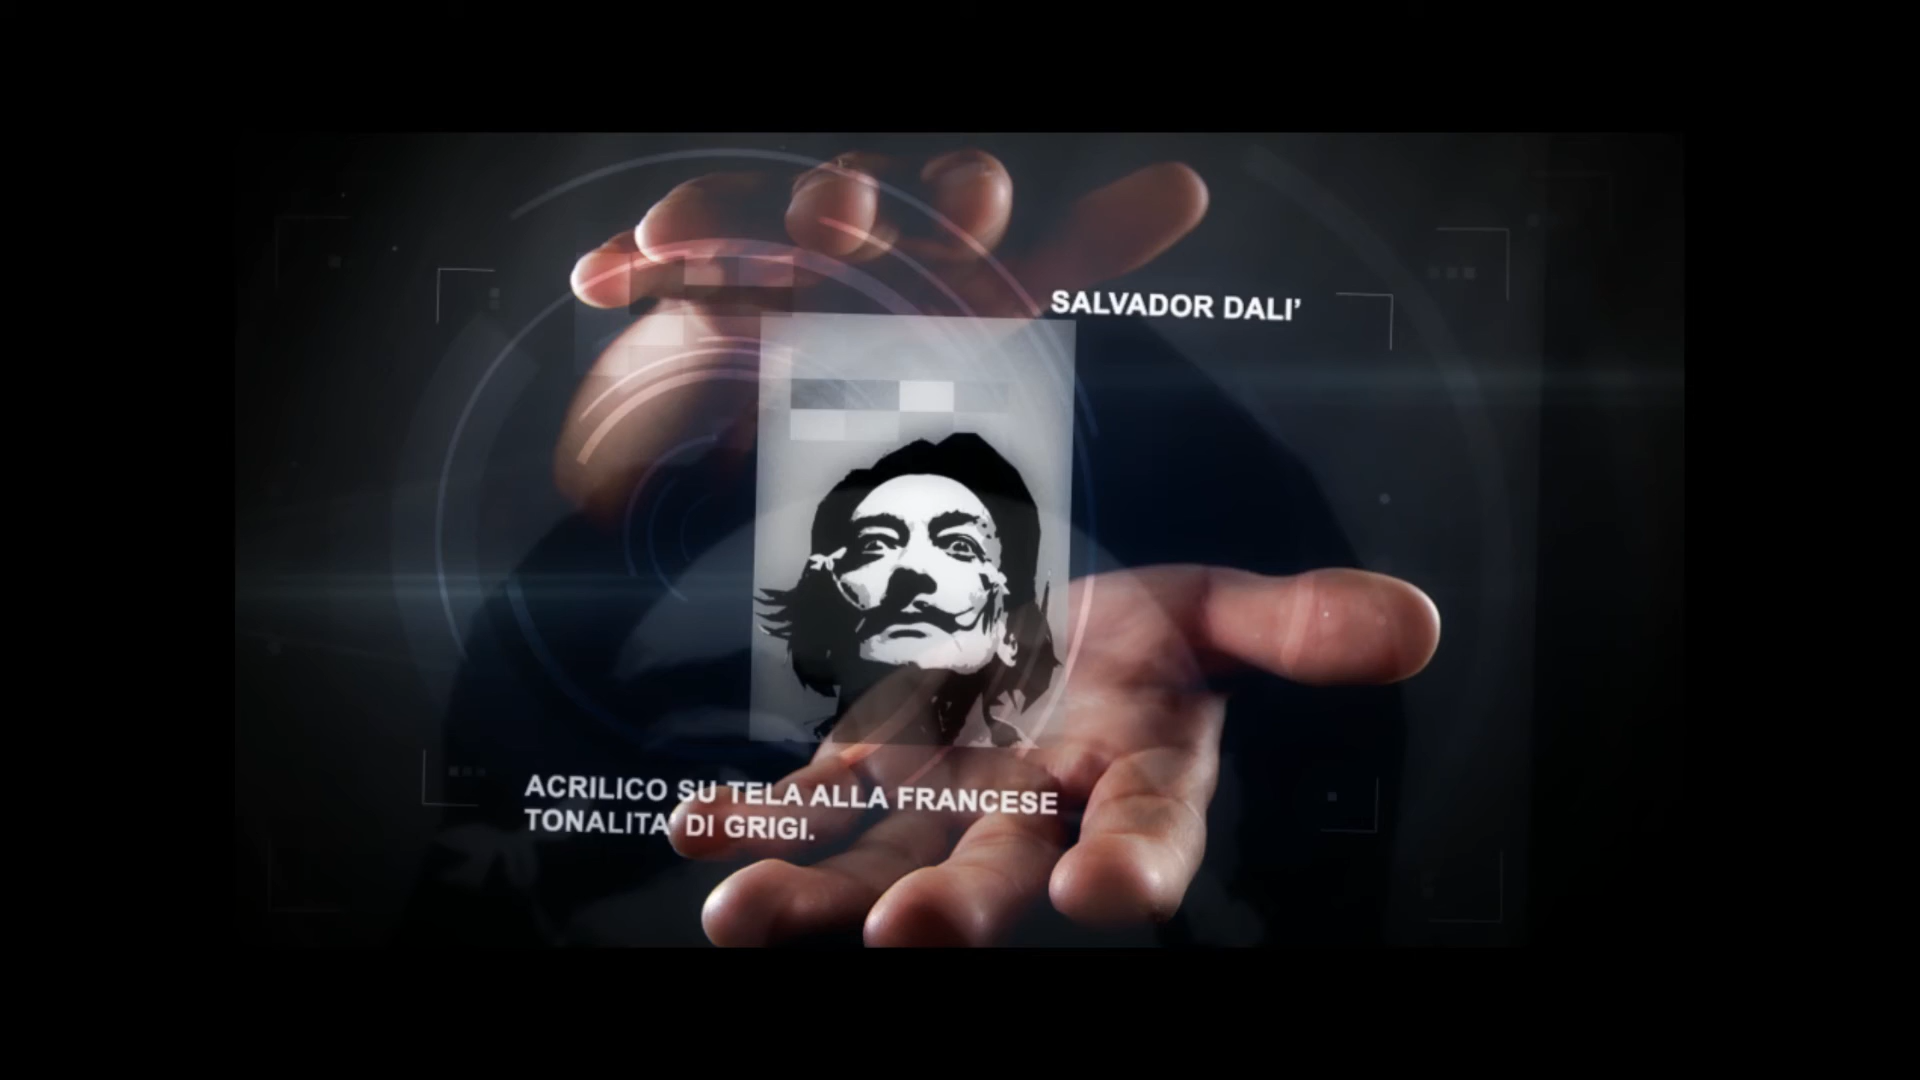 SALVADOR DALI’
ACRILICO SU TELA ALLA FRANCESE
TONALITA’ DI GRIGI.